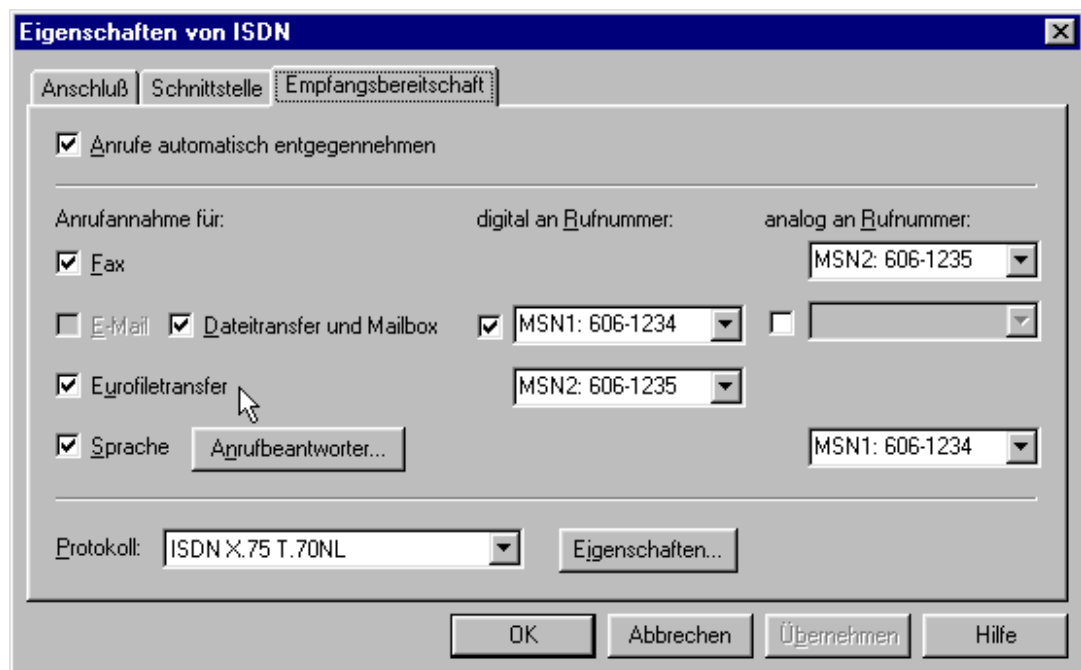 Eigenschaften von ISDN
Anschluß Schnittstelle Empfangsbereitschaft
Anrufe automatisch entgegennehmen
Anrufannahme für: digital an Rufnummer: analog an Rufnummer:
Fax MSN2: 606-1235
E-Mail Dateitransfer und Mailbox MSN1: 606-1234
Eurofiletransfer MSN2: 606-1235
Sprache Anrufbeantworter... MSN1: 606-1234
Protokoll: ISDN X.75 T.70NL Eigenschaften...
OK Abbrechen Übernehmen Hilfe